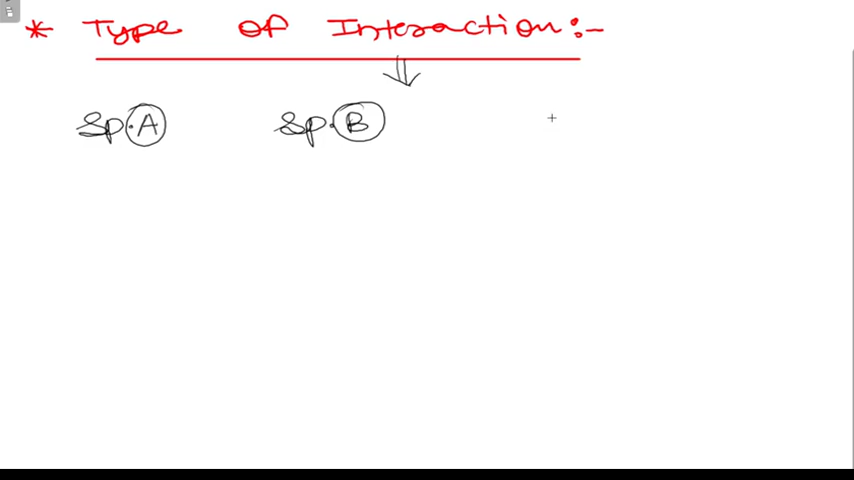 * Type of Interaction:-
Sp. A Sp. B